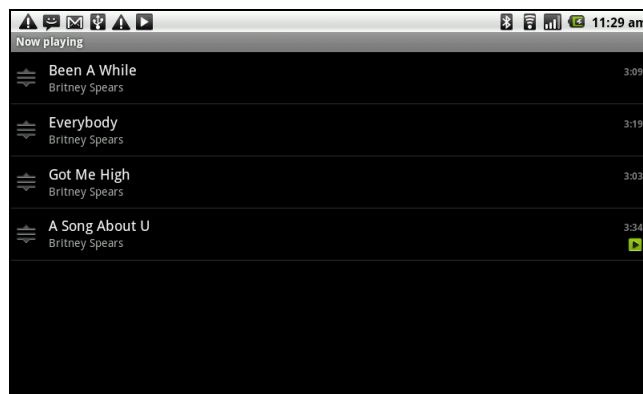 11:29 am
Now playing
Been A While
3:09
Britney Spears
Everybody
3:19
Britney Spears
Got Me High
3:03
Britney Spears
A Song About U
3:34
Britney Spears